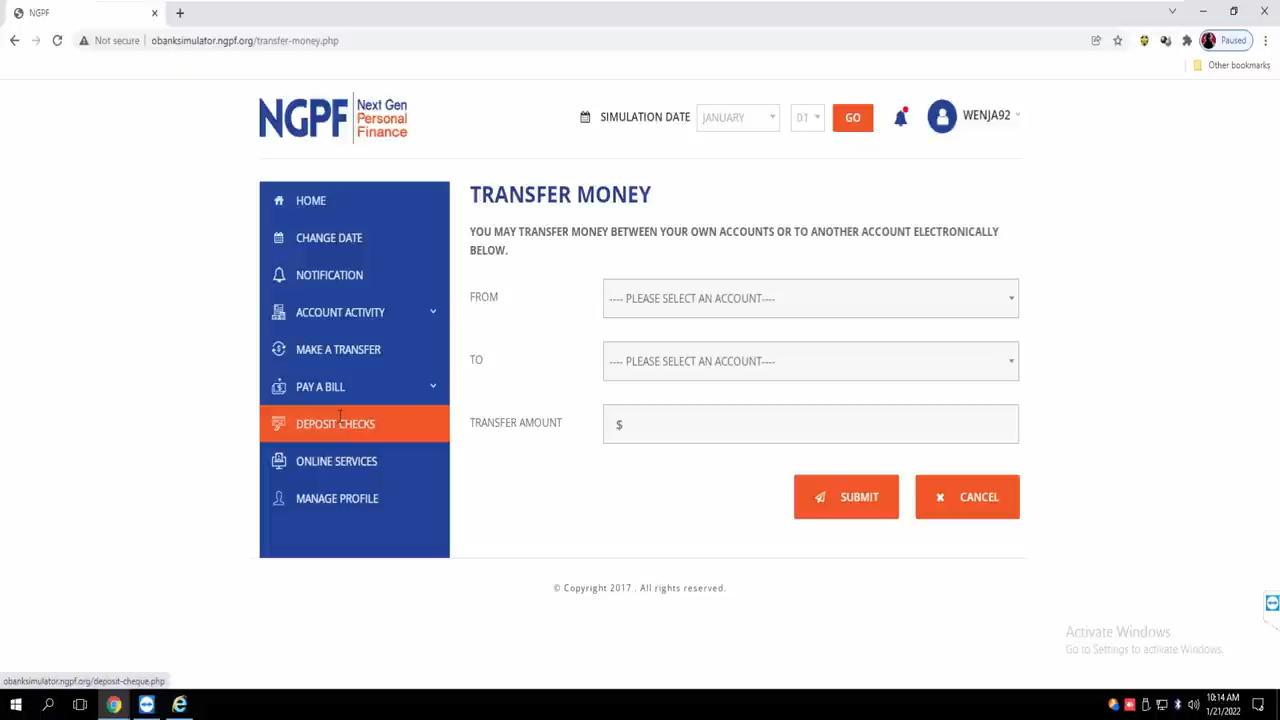 NGPF
Not secure
obanksimulator.ngpf.org/transfer-money.php
Paused
Other bookmarks
NGPF Next Gen
Personal
Finance
SIMULATION DATE
JANUARY
01
GO
WENJA92
HOME
CHANGE DATE
NOTIFICATION
ACCOUNT ACTIVITY
MAKE A TRANSFER
PAY A BILL
DEPOSIT CHECKS
ONLINE SERVICES
MANAGE PROFILE
TRANSFER MONEY
YOU MAY TRANSFER MONEY BETWEEN YOUR OWN ACCOUNTS OR TO ANOTHER ACCOUNT ELECTRONICALLY
BELOW.
FROM
---- PLEASE SELECT AN ACCOUNT----
TO
---- PLEASE SELECT AN ACCOUNT----
TRANSFER AMOUNT
$
SUBMIT
CANCEL
© Copyright 2017 . All rights reserved.
Activate Windows
Go to Settings to activate Windows.
obanksimulator.ngpf.org/deposit-cheque.php
10:14 AM
1/21/2022